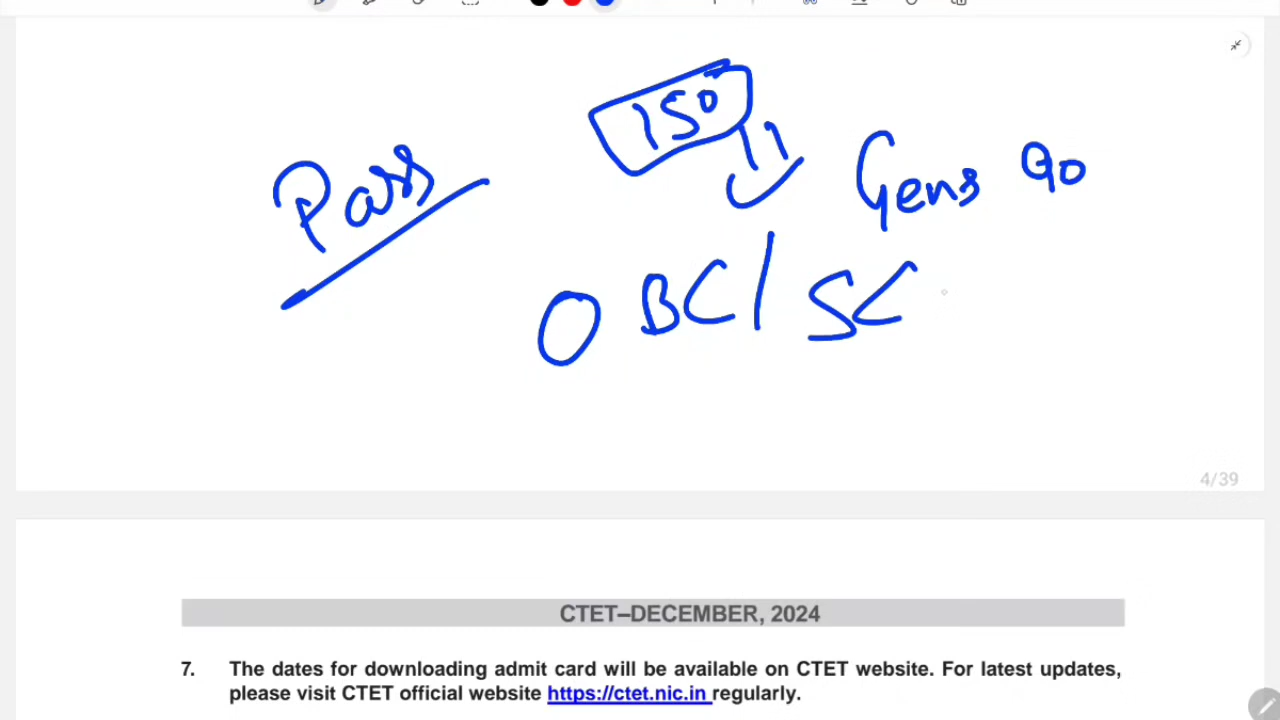 150
Pass
Gens 90
OBC/SC
4/39
CTET–DECEMBER, 2024
7. The dates for downloading admit card will be available on CTET website. For latest updates,
please visit CTET official website https://ctet.nic.in regularly.